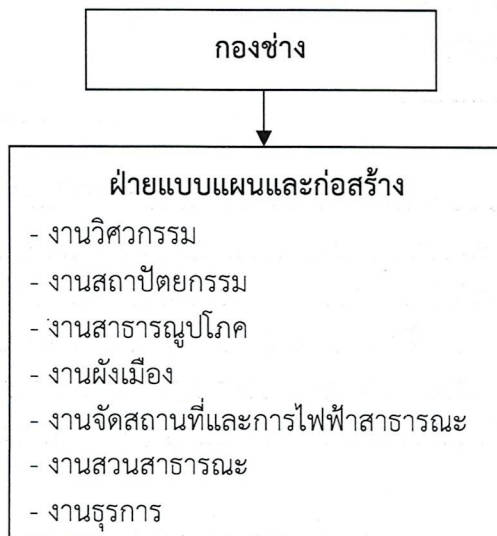 กองช่าง
ฝ่ายแบบแผนและก่อสร้าง
- งานวิศวกรรม
- งานสถาปัตยกรรม
- งานสาธารณูปโภค
- งานผังเมือง
- งานจัดสถานที่และการไฟฟ้าสาธารณะ
- งานสวนสาธารณะ
- งานธุรการ